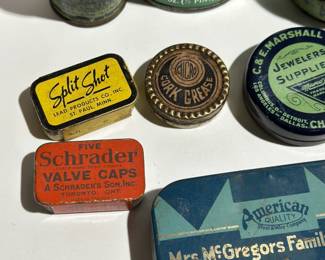 Split Shot
LEAD PRODUCTS CO. INC.
ST. PAUL, MINN.
CORK GREASE
C. & E. MARSHALL
JEWELERS
SUPPLIES
FIVE
Schrader
VALVE CAPS
A. SCHRADER'S SON, INC.
TORONTO, ONT.
American
QUALITY
Mrs. McGregors Famil